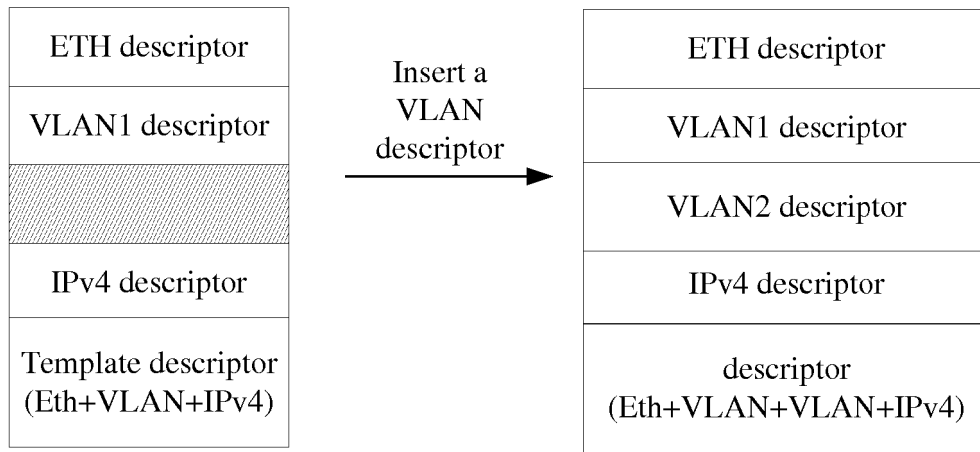 ETH descriptor
VLAN1 descriptor
IPv4 descriptor
Template descriptor
(Eth+VLAN+IPv4)
Insert a
VLAN
descriptor
ETH descriptor
VLAN1 descriptor
VLAN2 descriptor
IPv4 descriptor
descriptor
(Eth+VLAN+VLAN+IPv4)